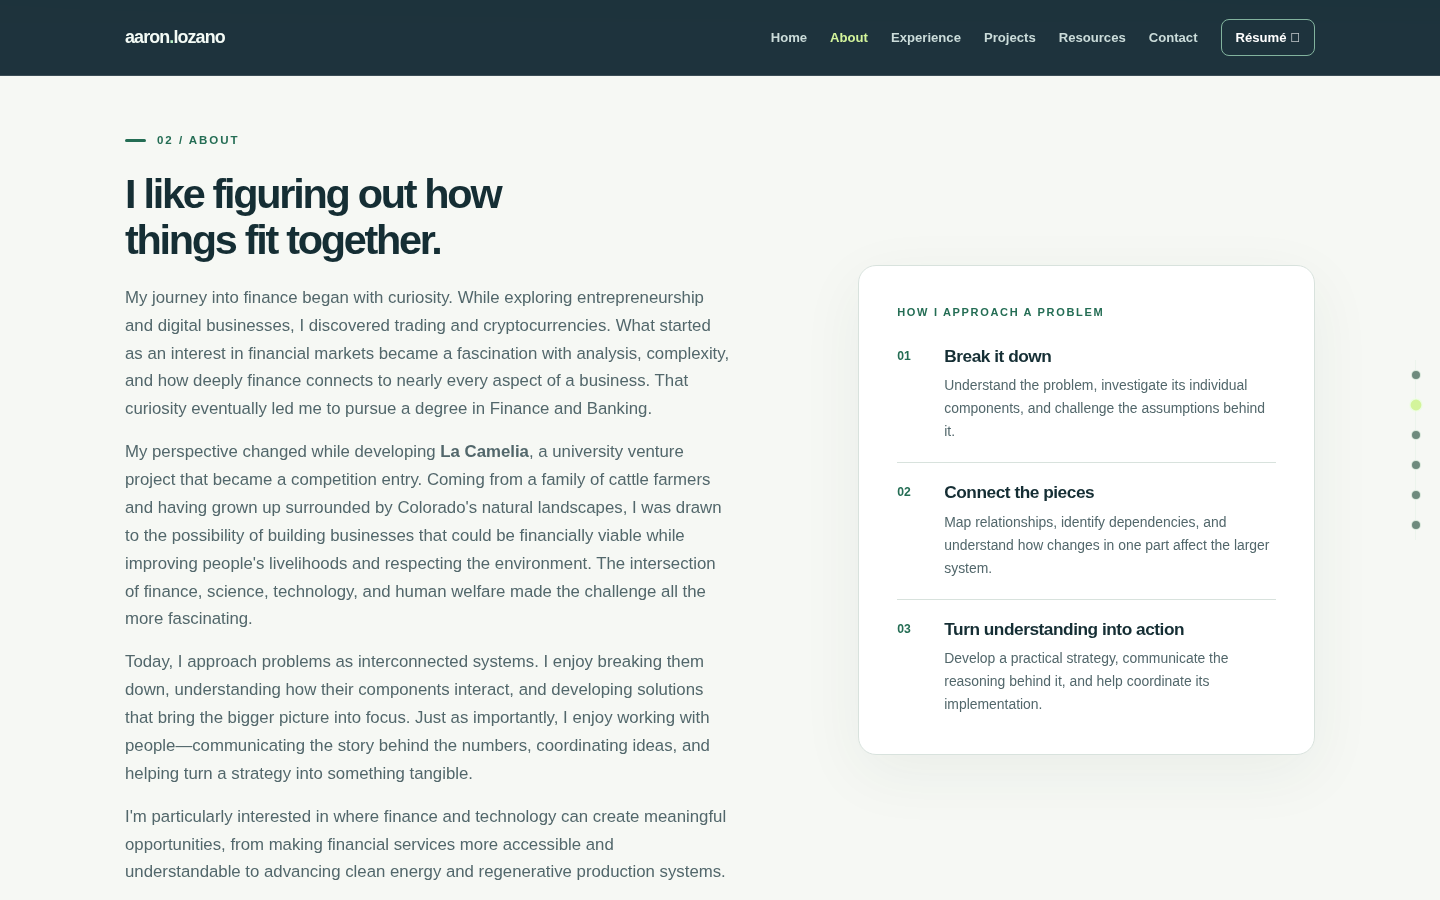 aaron.lozano
Home About Experience Projects Resources Contact Résumé
02 / ABOUT
I like figuring out how
things fit together.
My journey into finance began with curiosity. While exploring entrepreneurship
and digital businesses, I discovered trading and cryptocurrencies. What started
as an interest in financial markets became a fascination with analysis, complexity,
and how deeply finance connects to nearly every aspect of a business. That
curiosity eventually led me to pursue a degree in Finance and Banking.
My perspective changed while developing La Camelia, a university venture
project that became a competition entry. Coming from a family of cattle farmers
and having grown up surrounded by Colorado's natural landscapes, I was drawn
to the possibility of building businesses that could be financially viable while
improving people's livelihoods and respecting the environment. The intersection
of finance, science, technology, and human welfare made the challenge all the
more fascinating.
Today, I approach problems as interconnected systems. I enjoy breaking them
down, understanding how their components interact, and developing solutions
that bring the bigger picture into focus. Just as importantly, I enjoy working with
people—communicating the story behind the numbers, coordinating ideas, and
helping turn a strategy into something tangible.
I'm particularly interested in where finance and technology can create meaningful
opportunities, from making financial services more accessible and
understandable to advancing clean energy and regenerative production systems.
HOW I APPROACH A PROBLEM
01 Break it down
Understand the problem, investigate its individual
components, and challenge the assumptions behind
it.
02 Connect the pieces
Map relationships, identify dependencies, and
understand how changes in one part affect the larger
system.
03 Turn understanding into action
Develop a practical strategy, communicate the
reasoning behind it, and help coordinate its
implementation.